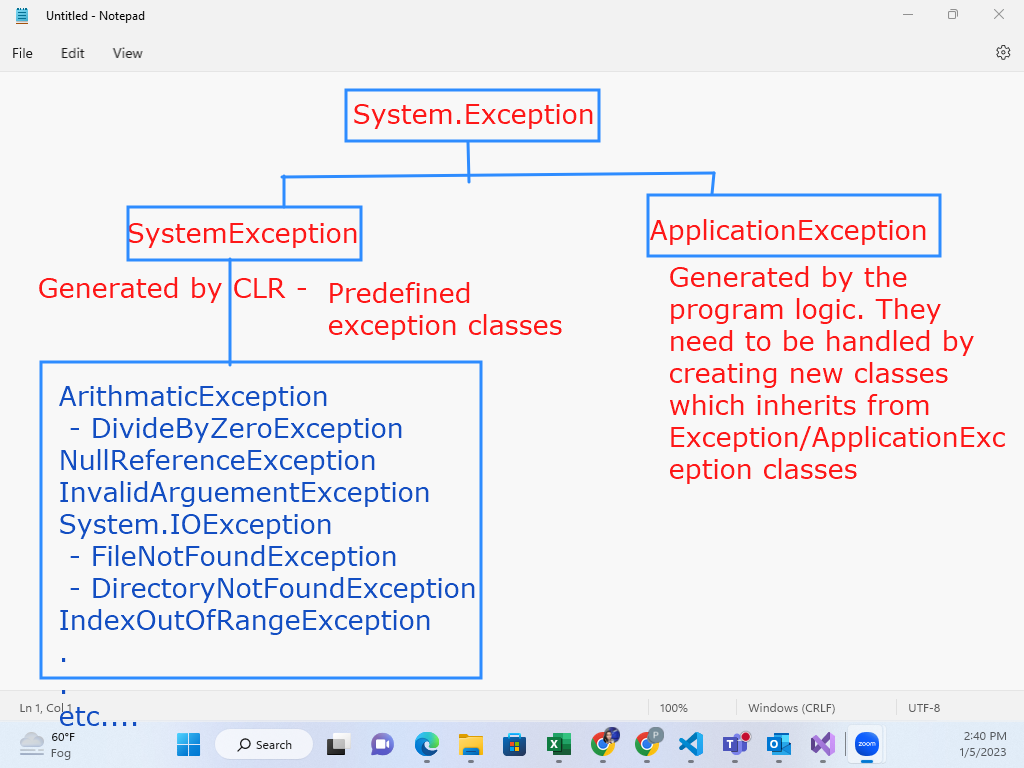 Untitled - Notepad
File Edit View
System.Exception
SystemException
ApplicationException
Generated by CLR -
Predefined
exception classes
Generated by the
program logic. They
need to be handled by
creating new classes
which inherits from
Exception/ApplicationExc
eption classes
ArithmaticException
- DivideByZeroException
NullReferenceException
InvalidArguementException
System.IOException
- FileNotFoundException
- DirectoryNotFoundException
IndexOutOfRangeException
.
.
etc....
Ln 1, Col 1
100%
Windows (CRLF)
UTF-8
60°F
Fog
Search
P
zoom
2:40 PM
1/5/2023